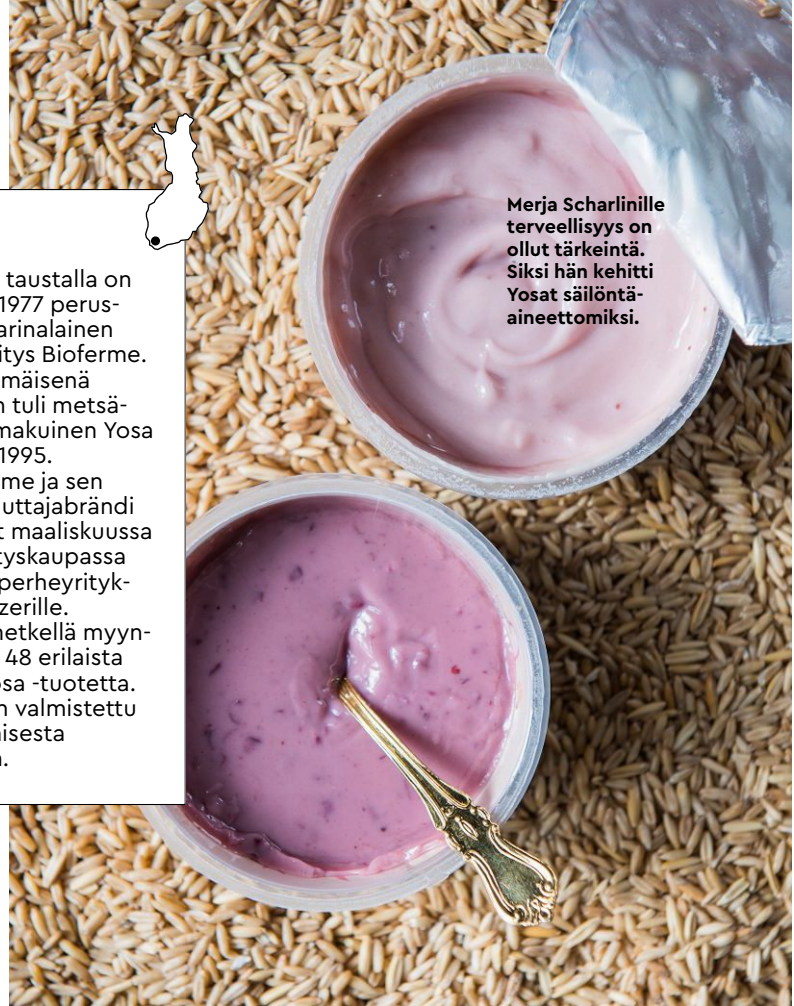 taustalla on
1977 perus-
arinalainen
itys Bioferme.
mäisenä
n tuli metsä-
makuinen Yosa
1995.
me ja sen
uttajabrändi
t maaliskuussa
tyskaupassa
perheyrityk-
zerille.
hetkellä myyn-
48 erilaista
osa -tuotetta.
n valmistettu
aisesta
a.
Merja Scharlinille
terveellisyys on
ollut tärkeintä.
Siksi hän kehitti
Yosat säilöntä-
aineettomiksi.